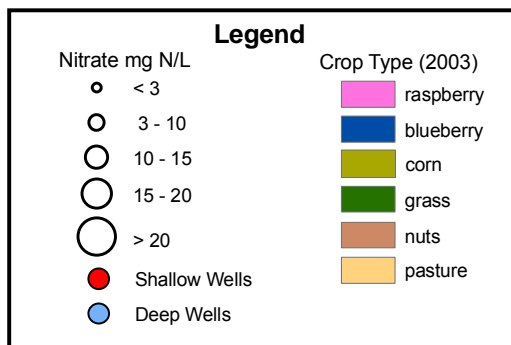 Legend
Nitrate mg N/L
< 3
3 - 10
10 - 15
15 - 20
> 20
Shallow Wells
Deep Wells
Crop Type (2003)
raspberry
blueberry
corn
grass
nuts
pasture